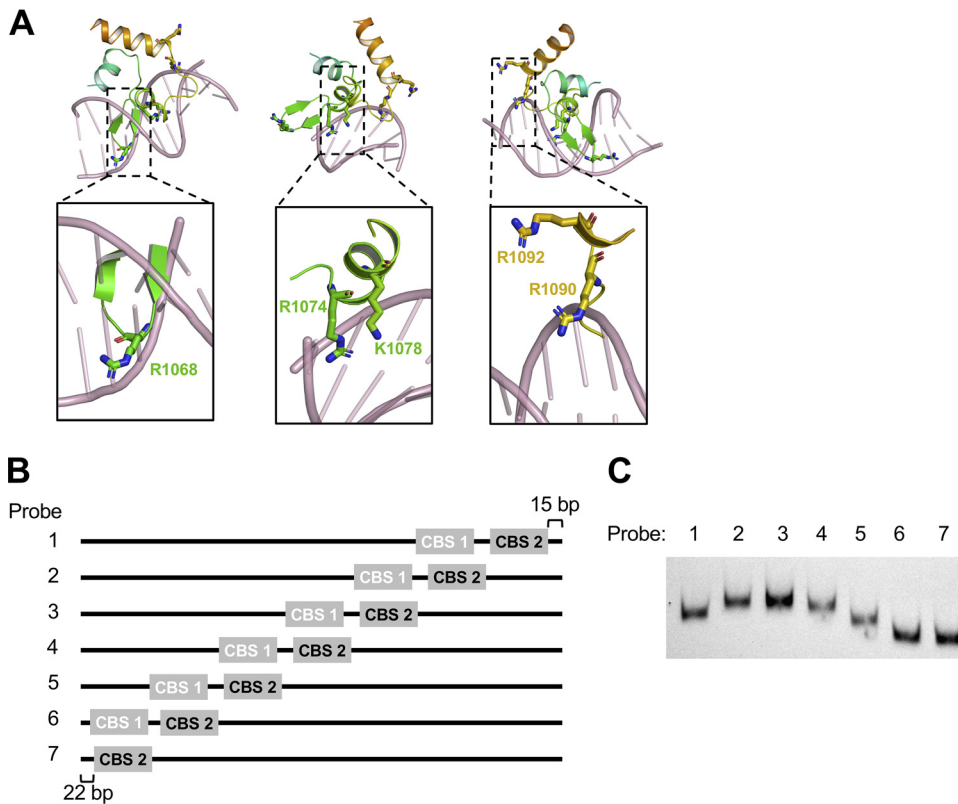 A
R1068
R1074
K1078
R1092
R1090
B
Probe
15 bp
1
CBS 1
CBS 2
2
CBS 1
CBS 2
3
CBS 1
CBS 2
4
CBS 1
CBS 2
5
CBS 1
CBS 2
6
CBS 1
CBS 2
7
CBS 2
22 bp
C
Probe: 1 2 3 4 5 6 7